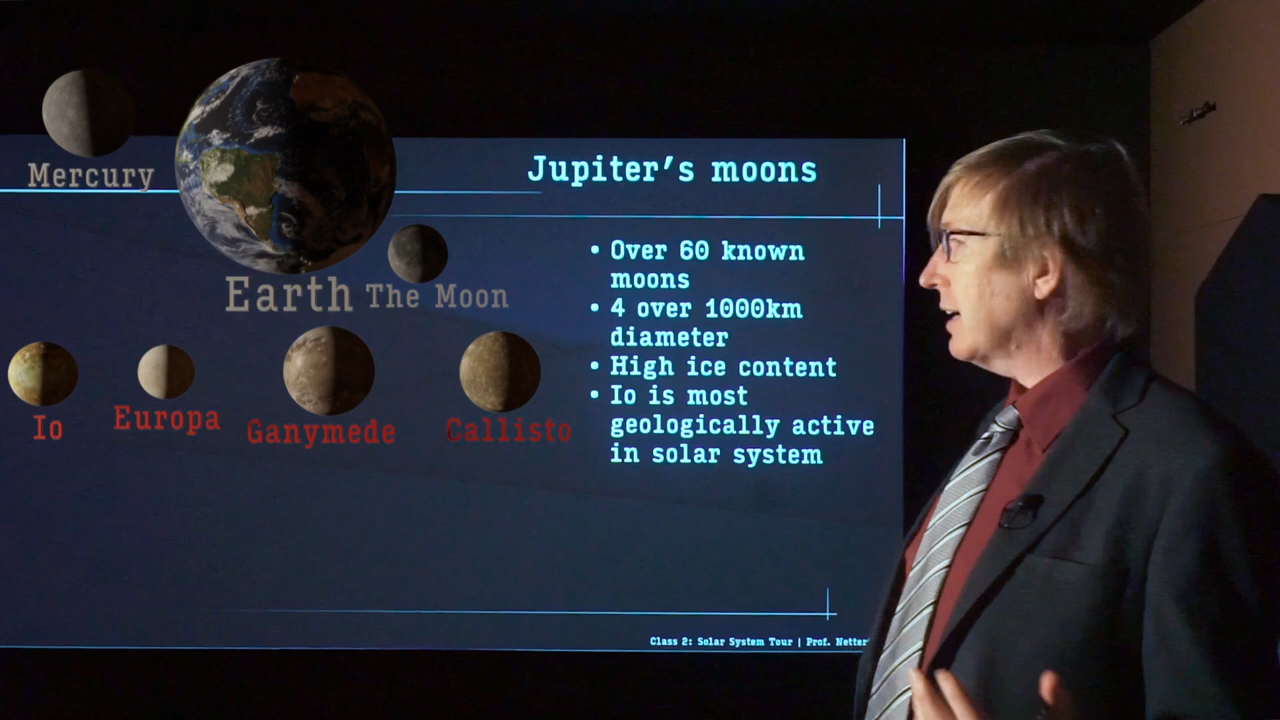 Mercury
Earth
The Moon
Io
Europa
Ganymede
Callisto
Jupiter's moons
• Over 60 known
moons
• 4 over 1000km
diameter
• High ice content
• Io is most
geologically active
in solar system
Class 2: Solar System Tour | Prof.